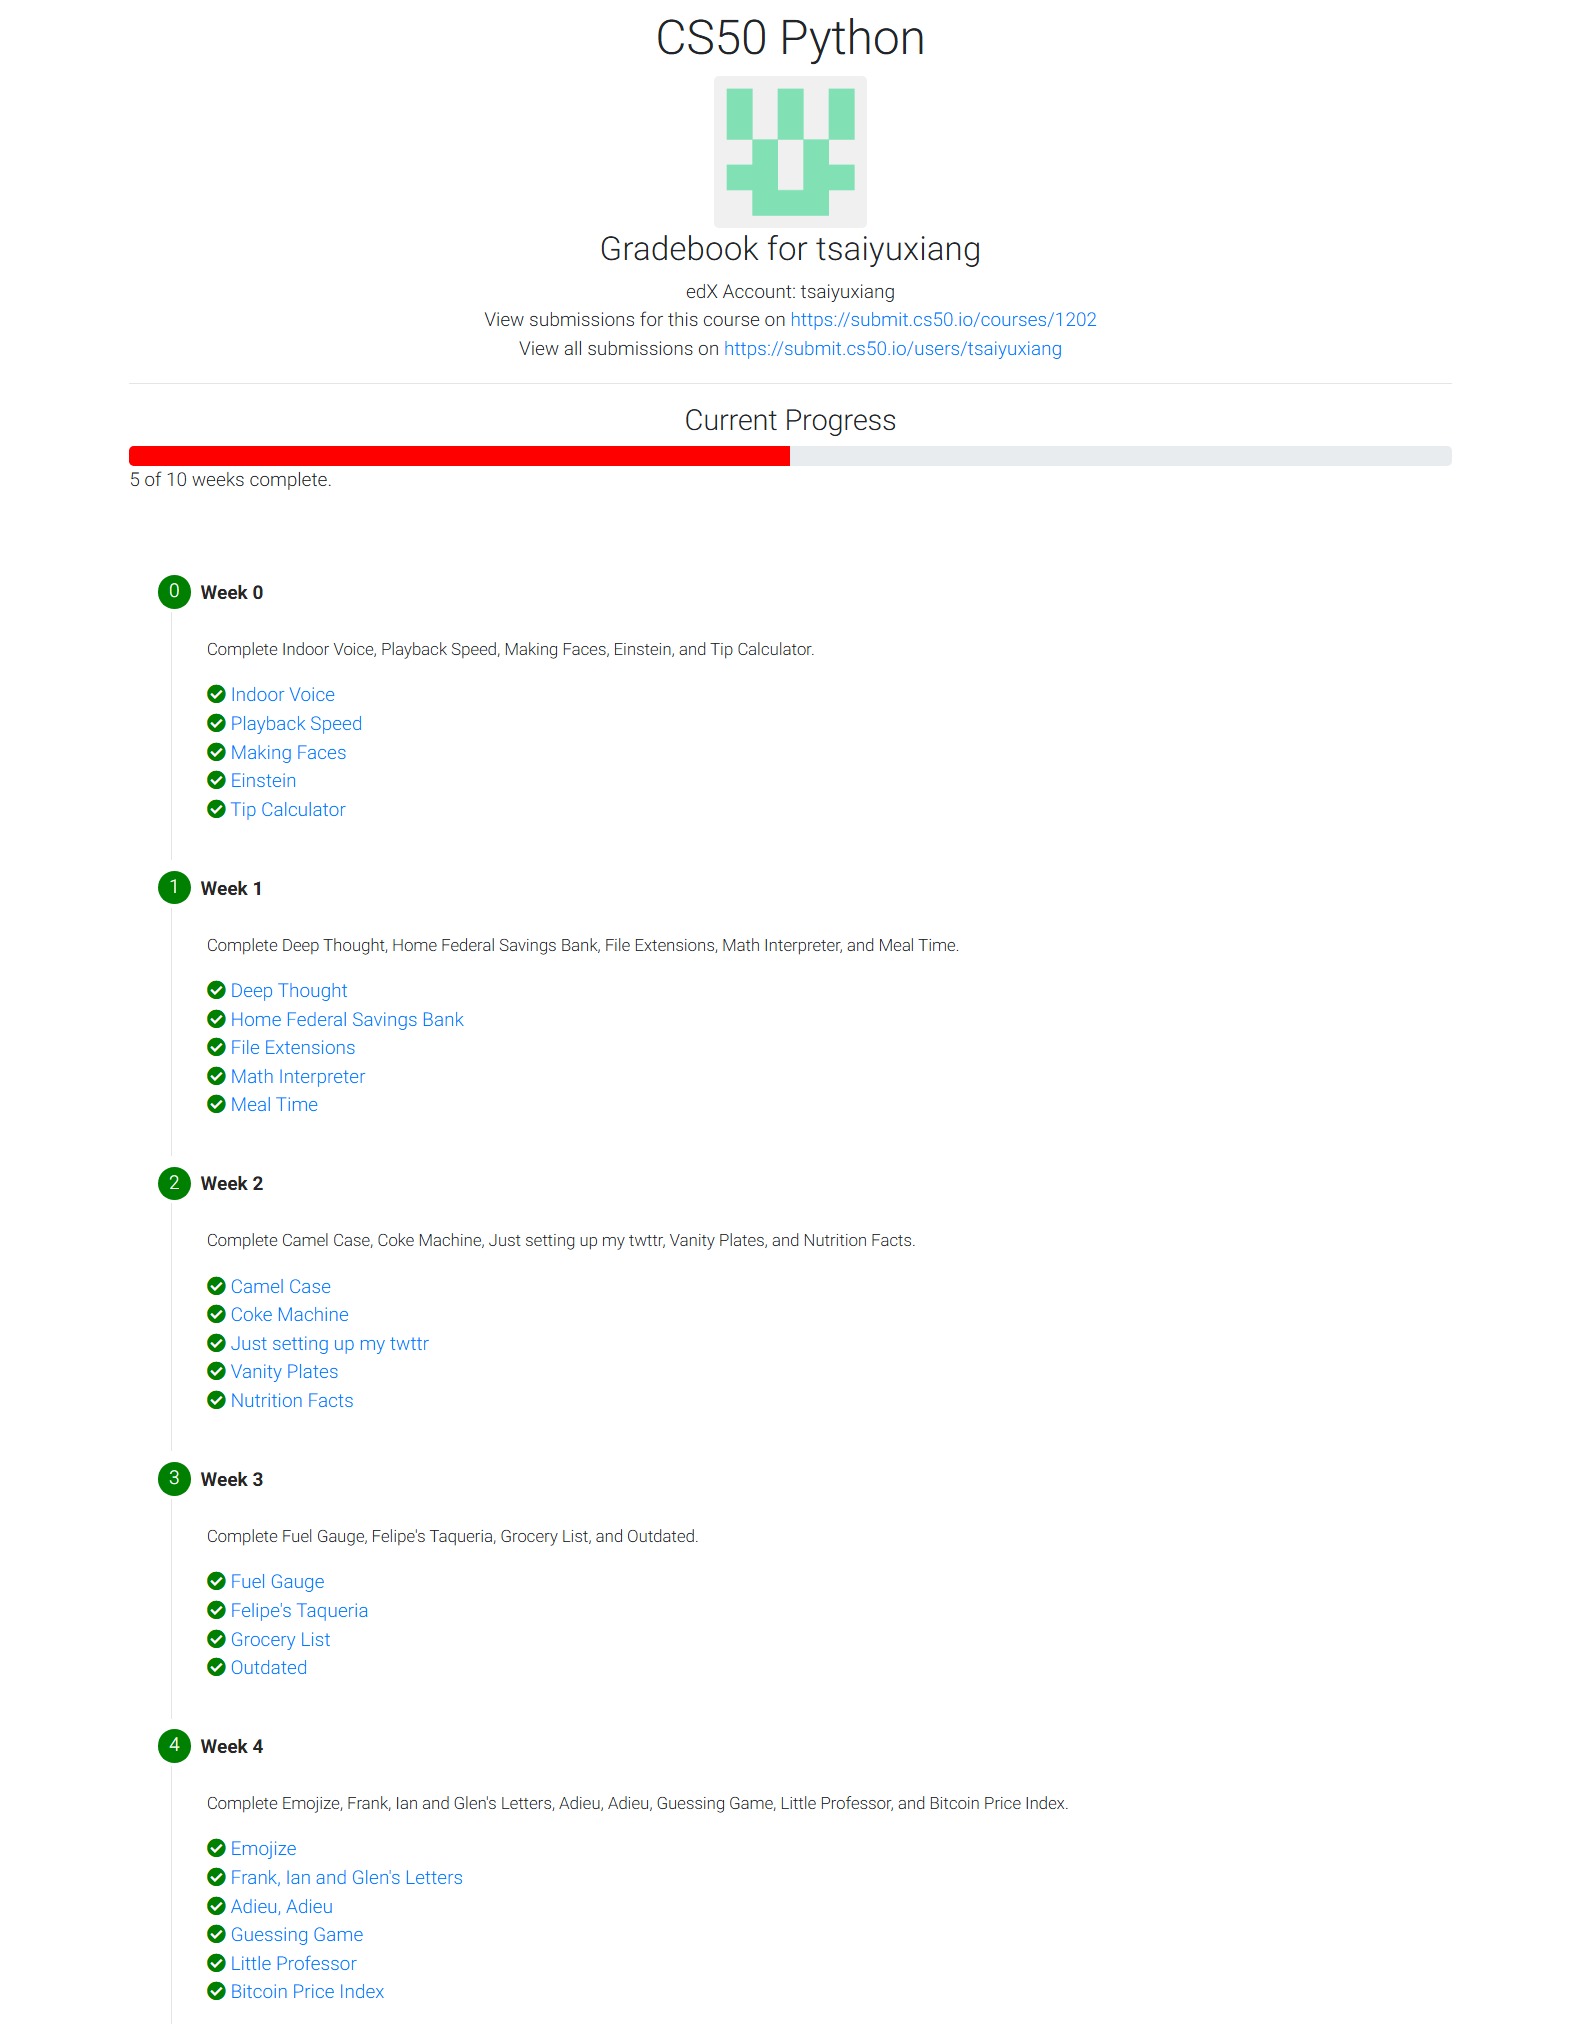 CS50 Python
Gradebook for tsaiyuxiang
edX Account: tsaiyuxiang
View submissions for this course on https://submit.cs50.io/courses/1202
View all submissions on https://submit.cs50.io/users/tsaiyuxiang
Current Progress
5 of 10 weeks complete.
0 Week 0
Complete Indoor Voice, Playback Speed, Making Faces, Einstein, and Tip Calculator.
Indoor Voice
Playback Speed
Making Faces
Einstein
Tip Calculator
1 Week 1
Complete Deep Thought, Home Federal Savings Bank, File Extensions, Math Interpreter, and Meal Time.
Deep Thought
Home Federal Savings Bank
File Extensions
Math Interpreter
Meal Time
2 Week 2
Complete Camel Case, Coke Machine, Just setting up my twttr, Vanity Plates, and Nutrition Facts.
Camel Case
Coke Machine
Just setting up my twttr
Vanity Plates
Nutrition Facts
3 Week 3
Complete Fuel Gauge, Felipe's Taqueria, Grocery List, and Outdated.
Fuel Gauge
Felipe's Taqueria
Grocery List
Outdated
4 Week 4
Complete Emojize, Frank, Ian and Glen's Letters, Adieu, Adieu, Guessing Game, Little Professor, and Bitcoin Price Index.
Emojize
Frank, Ian and Glen's Letters
Adieu, Adieu
Guessing Game
Little Professor
Bitcoin Price Index